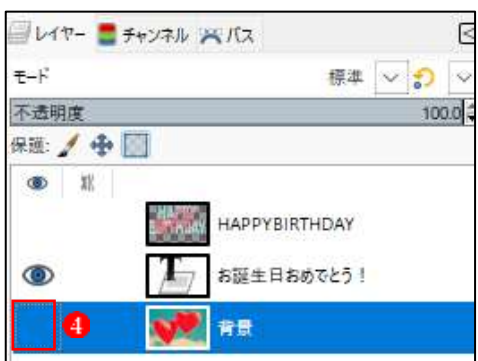 レイヤー チャンネル パス
モード 標準
不透明度 100.0
保護:
HAPPYBIRTHDAY
お誕生日おめでとう！
4 背景